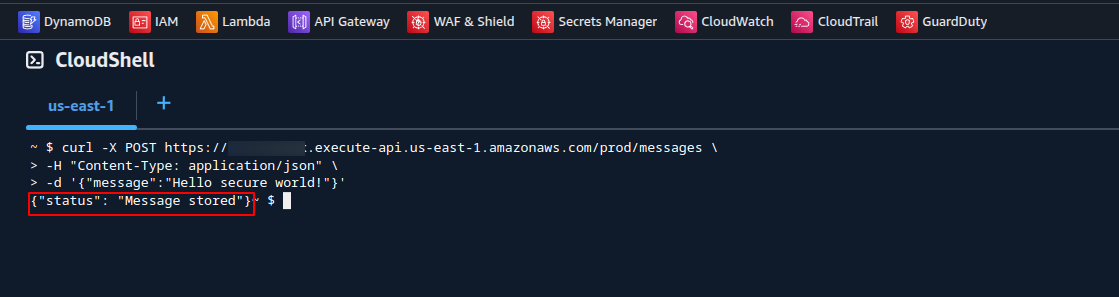 DynamoDB IAM Lambda API Gateway WAF & Shield Secrets Manager CloudWatch CloudTrail GuardDuty
CloudShell
us-east-1 +
~ $ curl -X POST https:// .execute-api.us-east-1.amazonaws.com/prod/messages \
> -H "Content-Type: application/json" \
> -d '{"message":"Hello secure world!"}'
{"status": "Message stored"}~ $